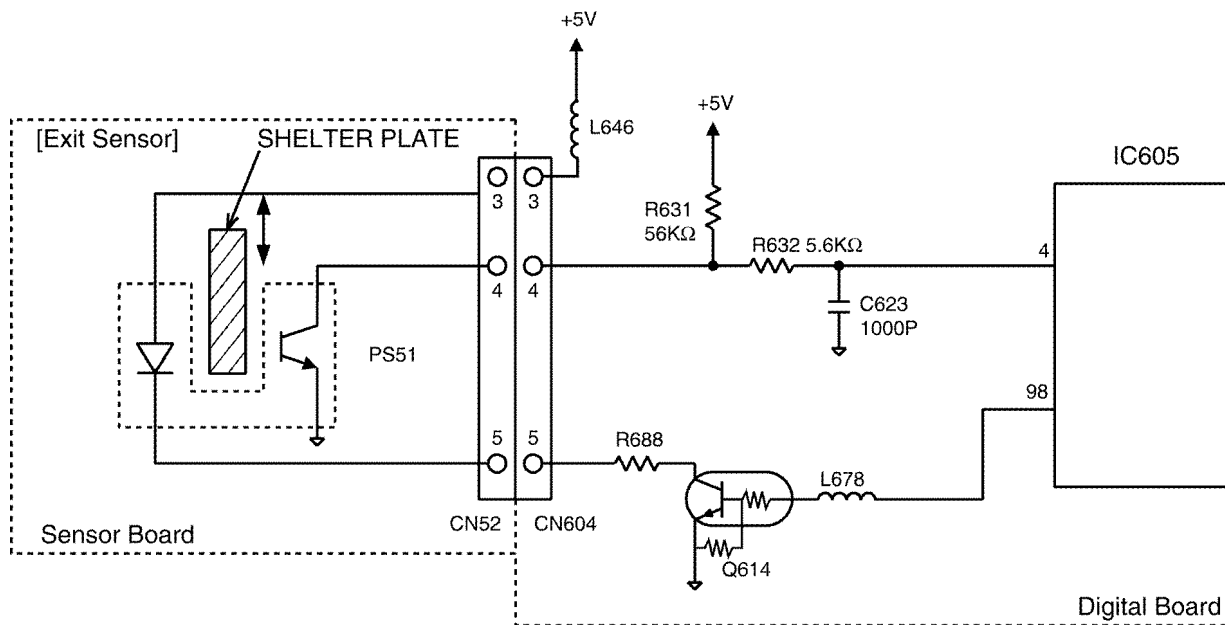 +5V
L646
+5V
[Exit Sensor]
SHELTER PLATE
IC605
3
3
R631
56KΩ
R632 5.6KΩ
4
4
4
C623
1000P
PS51
98
5
5
R688
L678
CN52
CN604
Sensor Board
Q614
Digital Board